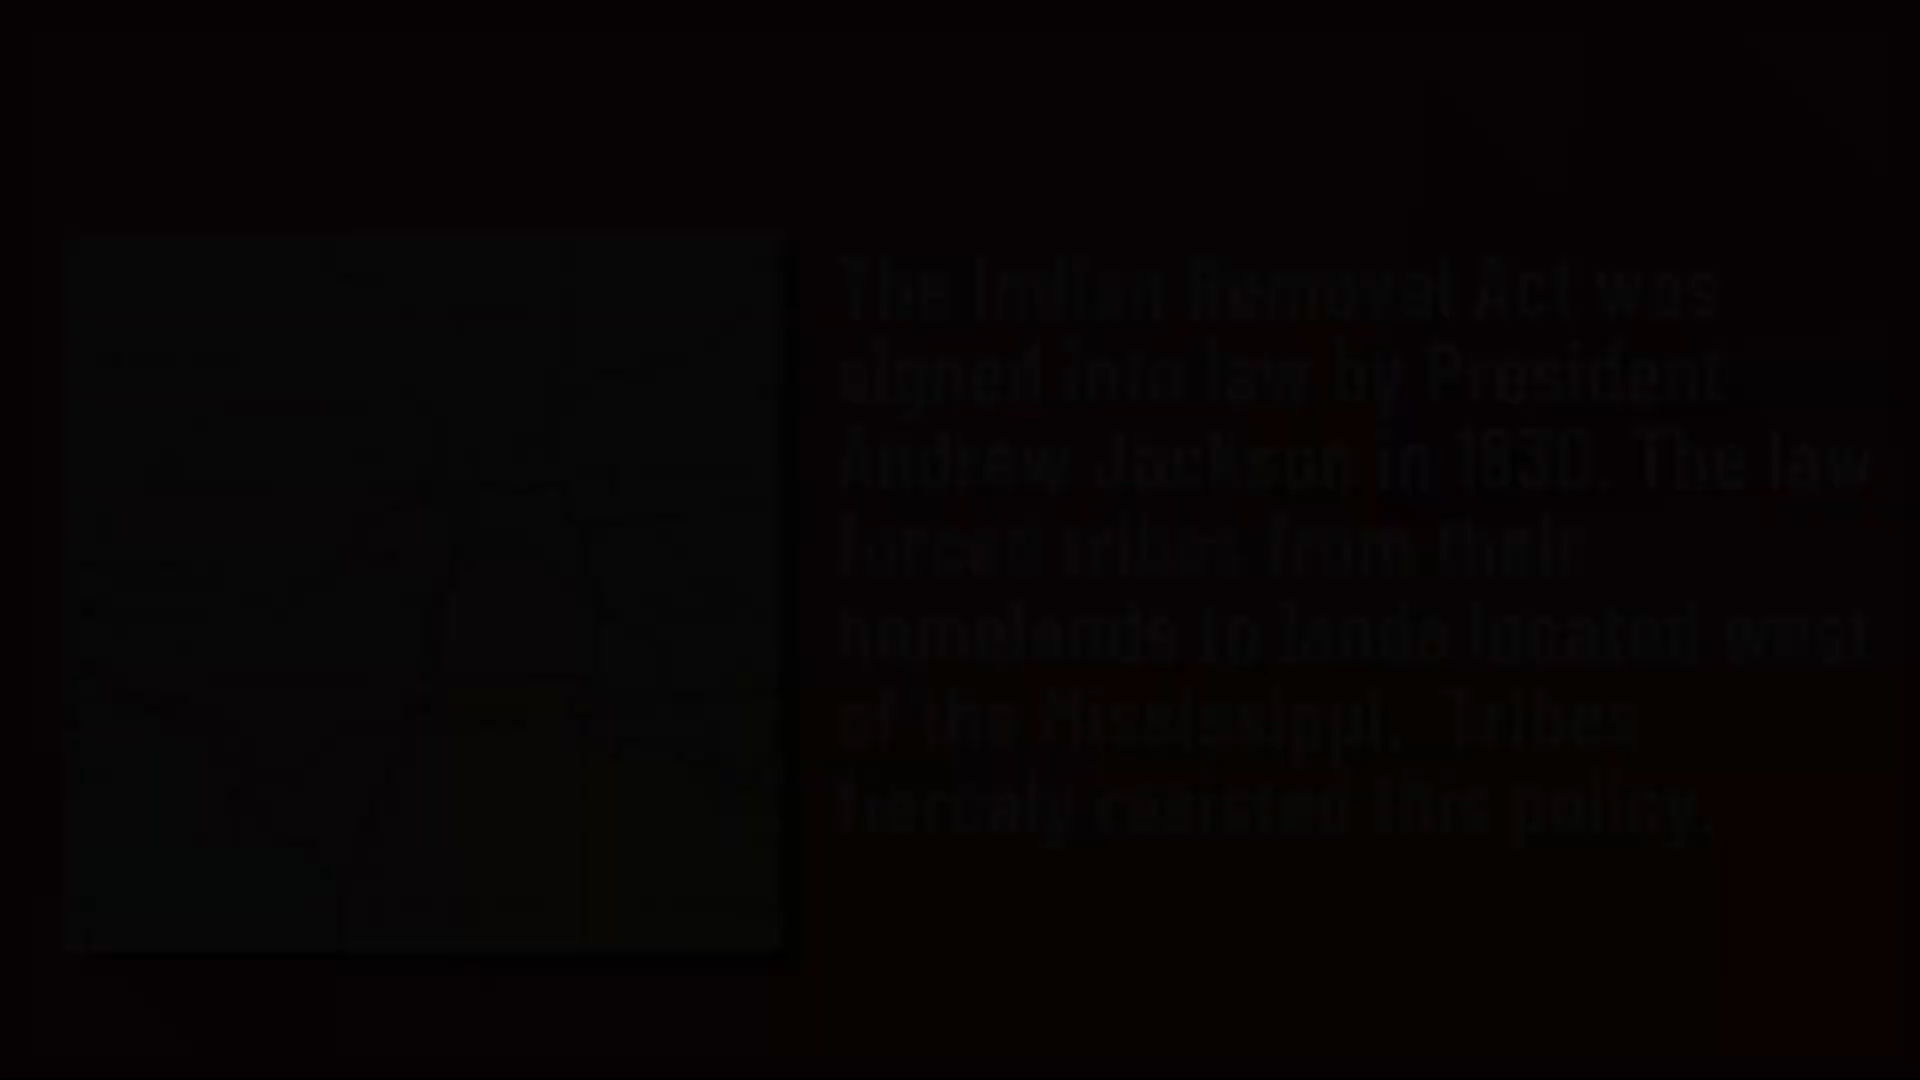 The Indian Removal Act was
signed into law by President
Andrew Jackson in 1830. The law
forced tribes from their
homelands to lands located west
of the Mississippi. Tribes
fiercely resisted this policy.